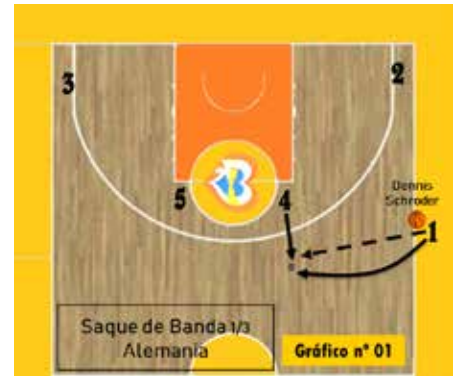 3
2
5
4
Dennis
Schroder
1
Saque de Banda 1/3
Alemania
Gráfico nº 01